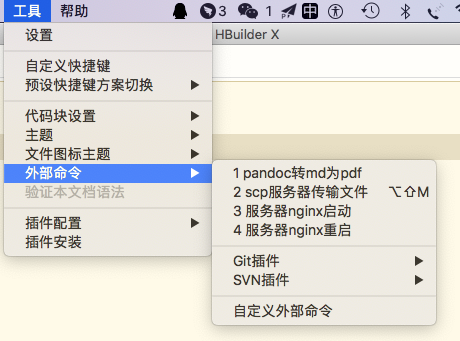 工具 帮助 3 1 中
HBuilder X
设置
自定义快捷键
预设快捷键方案切换
代码块设置
主题
文件图标主题
外部命令
验证本文档语法
插件配置
插件安装
1 pandoc转md为pdf
2 scp服务器传输文件 ⌥⇧M
3 服务器nginx启动
4 服务器nginx重启
Git插件
SVN插件
自定义外部命令